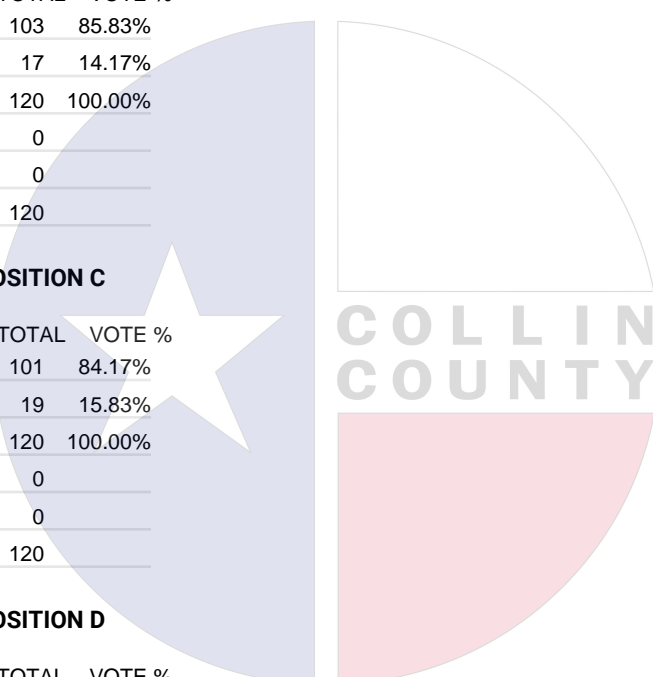 TOTAL VOTE %
103 85.83%
17 14.17%
120 100.00%
0
0
120
OSITION C
TOTAL VOTE %
101 84.17%
19 15.83%
120 100.00%
0
0
120
COLLIN
COUNTY
OSITION D
TOTAL VOTE %